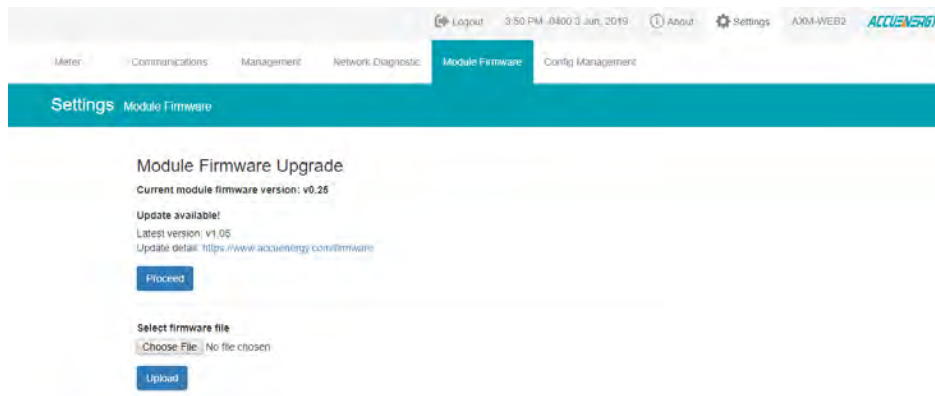 Logout 3:50 PM -0400 3 Jun, 2019 About Settings AXM-WEB2 ACCUENERGY
Meter Communications Management Network Diagnostic Module Firmware Config Management
Settings Module Firmware
Module Firmware Upgrade
Current module firmware version: v0.25
Update available!
Latest version: v1.05
Update detail: https://www.accuenergy.com/firmware
Proceed
Select firmware file
Choose File No file chosen
Upload